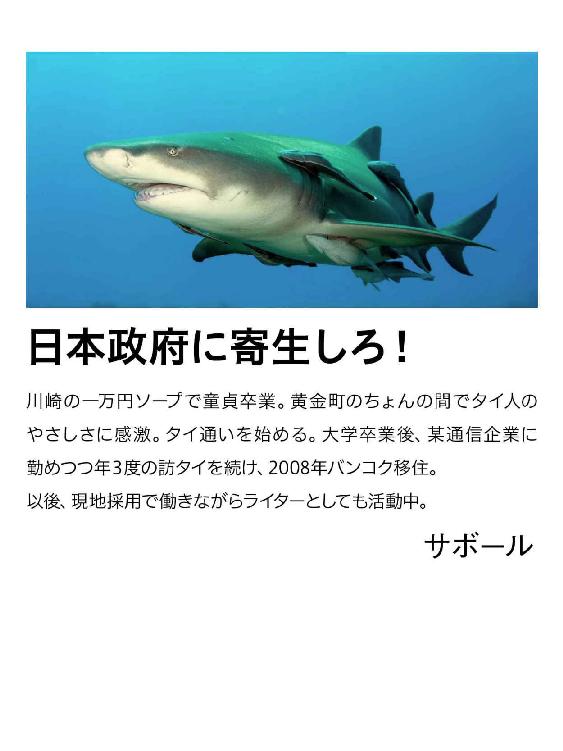 日本政府に寄生しろ！
川崎の一万円ソープで童貞卒業。黄金町のちょんの間でタイ人の
やさしさに感激。タイ通いを始める。大学卒業後、某通信企業に
勤めつつ年3度の訪タイを続け、2008年バンコク移住。
以後、現地採用で働きながらライターとしても活動中。
サボール